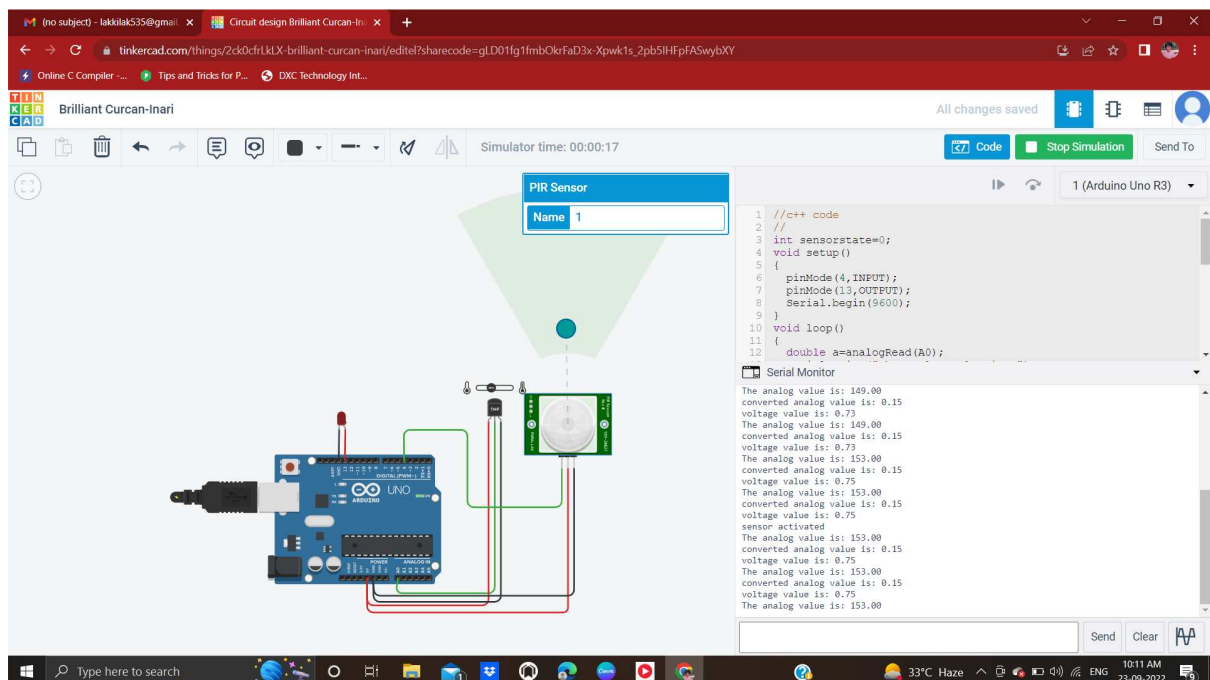 (no subject) - lakkilak535@gmail.
Circuit design Brilliant Curcan-Ina
tinkercad.com/things/2ck0cfrLkLX-brilliant-curcan-inari/editel?sharecode=gLD01fg1fmbOkrFaD3x-Xpwk1s_2pb5IHFpFASwybXY
Online C Compiler -...
Tips and Tricks for P...
DXC Technology Int...
TIN
KER
CAD
Brilliant Curcan-Inari
All changes saved
Simulator time: 00:00:17
Code
Stop Simulation
Send To
PIR Sensor
Name 1
1 (Arduino Uno R3)
1 //c++ code
2 //
3 int sensorstate=0;
4 void setup()
5 {
6 pinMode(4,INPUT);
7 pinMode(13,OUTPUT);
8 Serial.begin(9600);
9 }
10 void loop()
11 {
12 double a=analogRead(A0);
Serial Monitor
The analog value is: 149.00
converted analog value is: 0.15
voltage value is: 0.73
The analog value is: 149.00
converted analog value is: 0.15
voltage value is: 0.73
The analog value is: 153.00
converted analog value is: 0.15
voltage value is: 0.75
The analog value is: 153.00
converted analog value is: 0.15
voltage value is: 0.75
sensor activated
The analog value is: 153.00
converted analog value is: 0.15
voltage value is: 0.75
The analog value is: 153.00
converted analog value is: 0.15
voltage value is: 0.75
The analog value is: 153.00
TMP
DIGITAL (PWM~)
UNO
ARDUINO
POWER
ANALOG IN
Send
Clear
Type here to search
33°C Haze
ENG
10:11 AM
23-09-2022